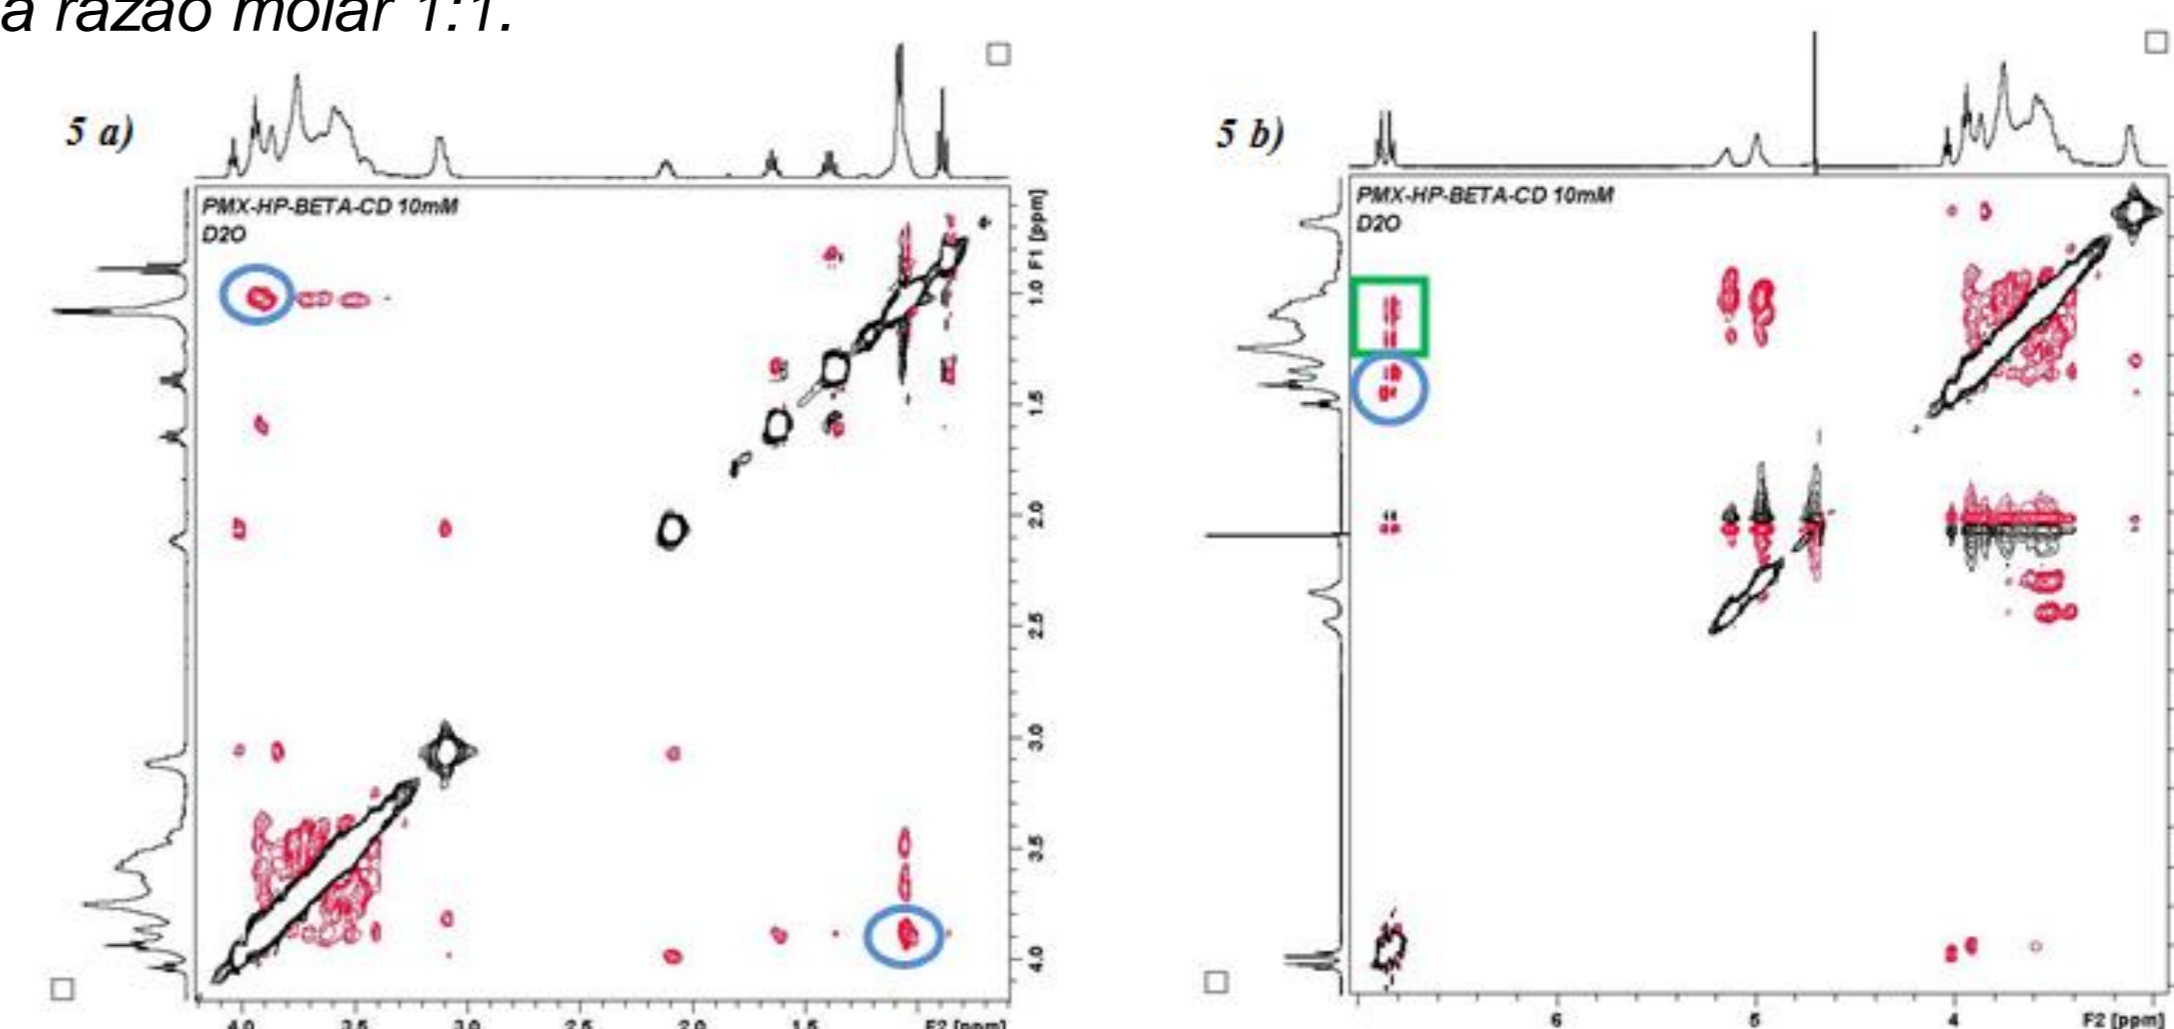 a razão molar 1:1.
5 a)
PMX-HP-BETA-CD 10mM
D2O
F1 [ppm]
1.0
1.5
2.0
2.5
3.0
3.5
4.0
4.0 3.5 3.0 2.5 2.0 1.5 F2 [ppm]
5 b)
PMX-HP-BETA-CD 10mM
D2O
6 5 4 F2 [ppm]